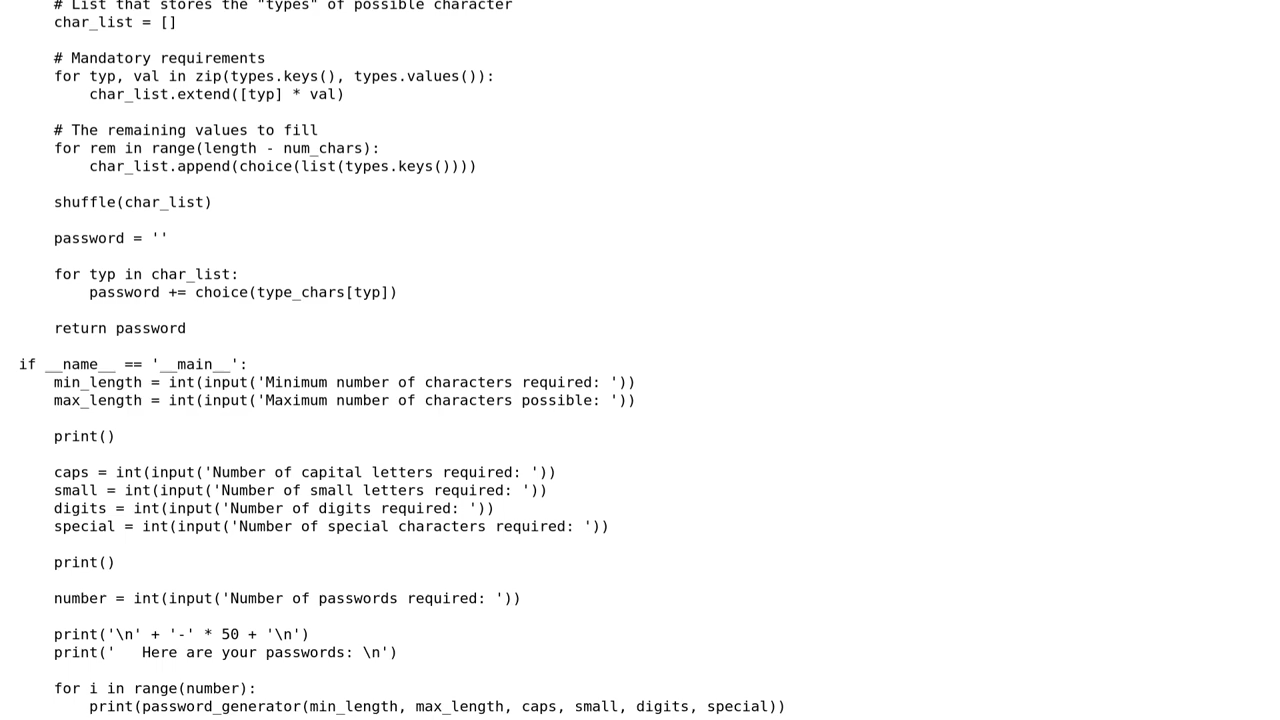 # List that stores the "types" of possible character
char_list = []
# Mandatory requirements
for typ, val in zip(types.keys(), types.values()):
char_list.extend([typ] * val)
# The remaining values to fill
for rem in range(length - num_chars):
char_list.append(choice(list(types.keys())))
shuffle(char_list)
password = ''
for typ in char_list:
password += choice(type_chars[typ])
return password
if __name__ == '__main__':
min_length = int(input('Minimum number of characters required: '))
max_length = int(input('Maximum number of characters possible: '))
print()
caps = int(input('Number of capital letters required: '))
small = int(input('Number of small letters required: '))
digits = int(input('Number of digits required: '))
special = int(input('Number of special characters required: '))
print()
number = int(input('Number of passwords required: '))
print('\n' + '-' * 50 + '\n')
print('   Here are your passwords: \n')
for i in range(number):
print(password_generator(min_length, max_length, caps, small, digits, special))